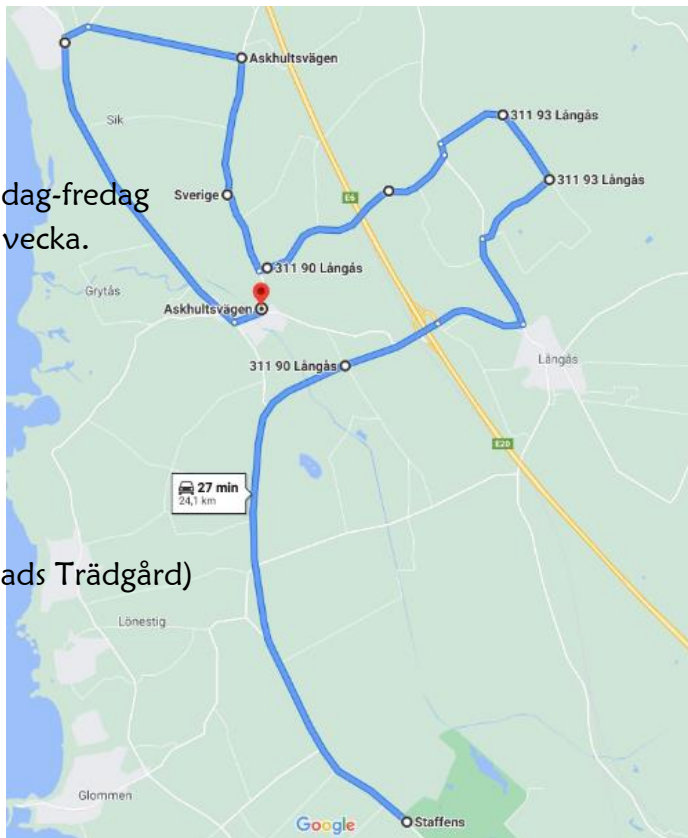 Askhultsvägen
311 93 Långås
Sik
311 93 Långås
dag-fredag
Sverige
E6
vecka.
311 90 Långås
Grytås
Askhultsvägen
Långås
311 90 Långås
E20
27 min
24,1 km
ads Trädgård)
Lönestig
Glommen
Google
Staffens